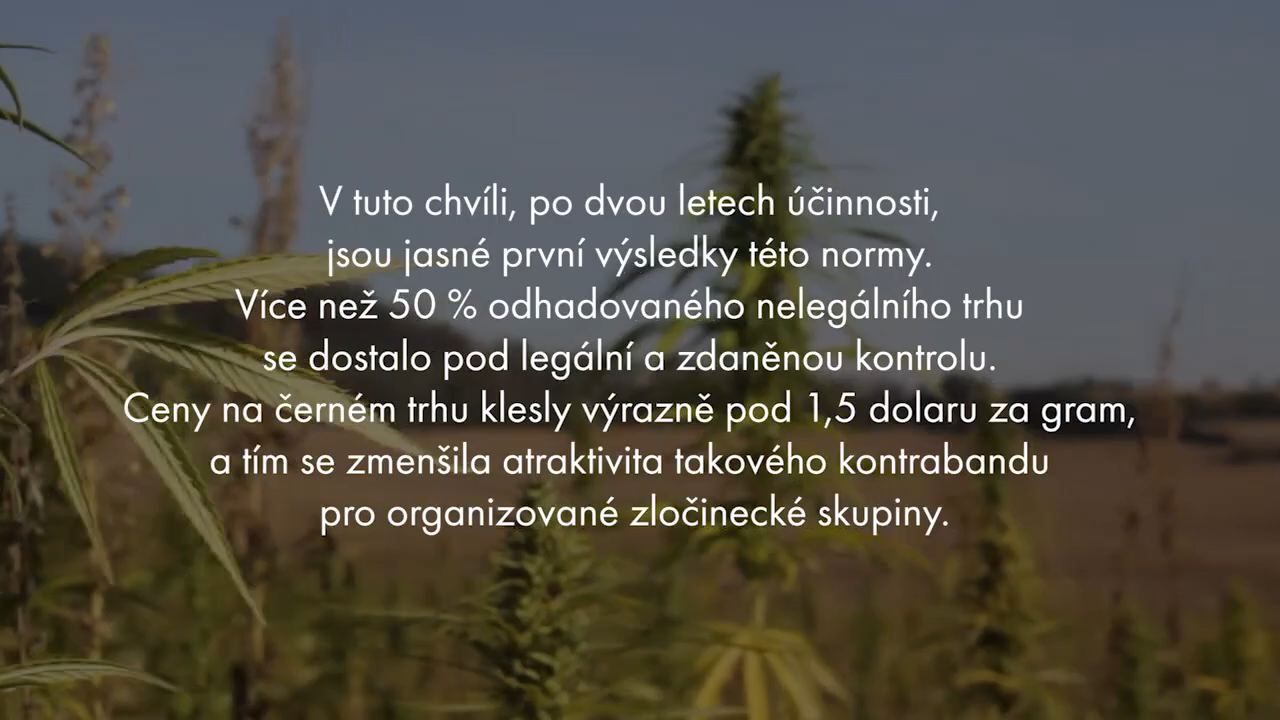 V tuto chvíli, po dvou letech účinnosti,
jsou jasné první výsledky této normy.
Více než 50 % odhadovaného nelegálního trhu
se dostalo pod legální a zdaněnou kontrolu.
Ceny na černém trhu klesly výrazně pod 1,5 dolaru za gram,
a tím se zmenšila atraktivita takového kontrabandu
pro organizované zločinecké skupiny.